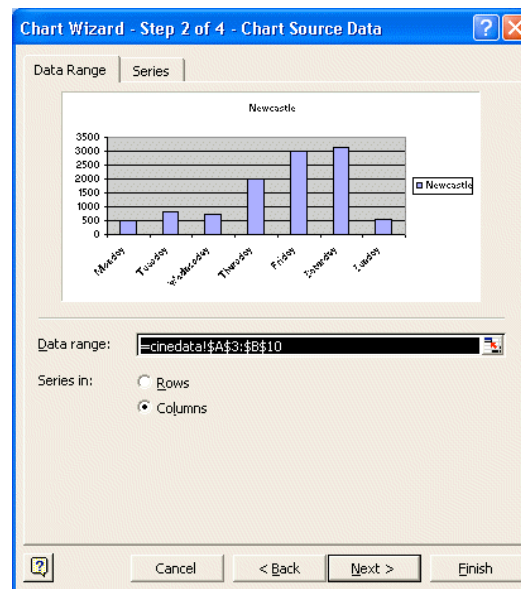 Chart Wizard - Step 2 of 4 - Chart Source Data
Data Range
Series
Newcastle
3500
3000
2500
2000
1500
1000
500
0
Monday
Tuesday
Wednesday
Thursday
Friday
Saturday
Sunday
Newcastle
Data range:
=cinedata!$A$3:$B$10
Series in:
Rows
Columns
Cancel
< Back
Next >
Finish